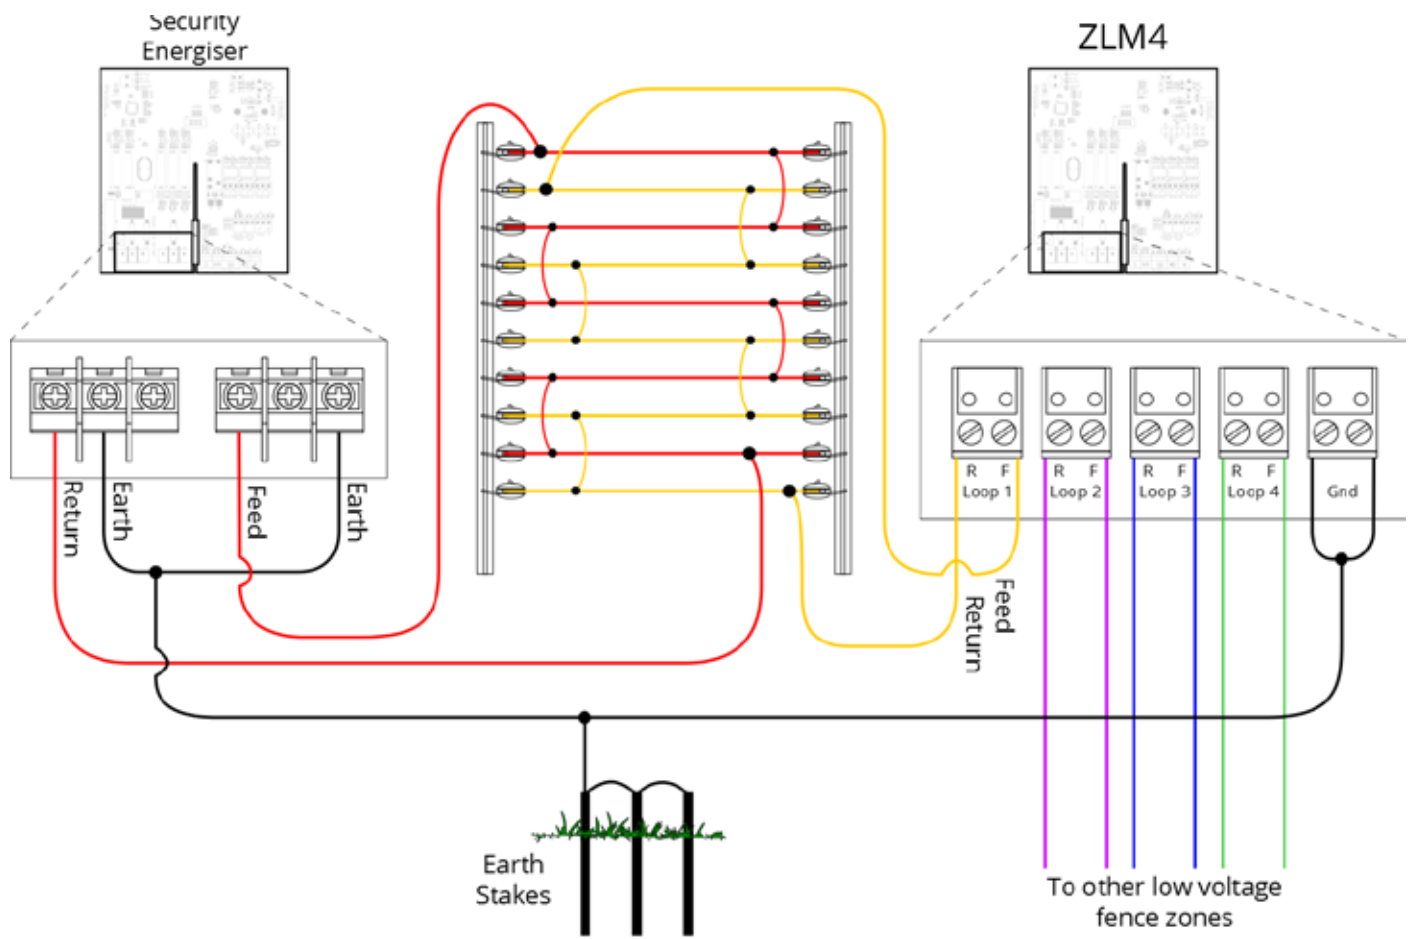 Security
Energiser
ZLM4
Return
Earth
Feed
Earth
R F
Loop 1
R F
Loop 2
R F
Loop 3
R F
Loop 4
Gnd
Feed
Return
Earth
Stakes
To other low voltage
fence zones